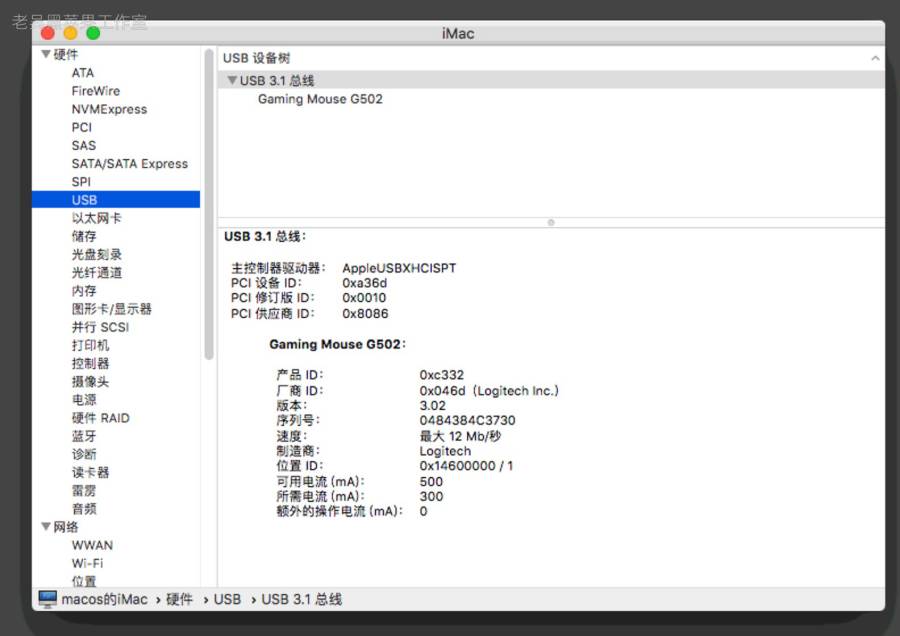 老吕黑苹果工作室
iMac
硬件
ATA
FireWire
NVMExpress
PCI
SAS
SATA/SATA Express
SPI
USB
以太网卡
储存
光盘刻录
光纤通道
内存
图形卡/显示器
并行 SCSI
打印机
控制器
摄像头
电源
硬件 RAID
蓝牙
诊断
读卡器
雷雳
音频
网络
WWAN
Wi-Fi
位置
USB 设备树
USB 3.1 总线
Gaming Mouse G502
USB 3.1 总线：
主控制器驱动器： AppleUSBXHCISPT
PCI 设备 ID： 0xa36d
PCI 修订版 ID： 0x0010
PCI 供应商 ID： 0x8086
Gaming Mouse G502：
产品 ID： 0xc332
厂商 ID： 0x046d（Logitech Inc.）
版本： 3.02
序列号： 0484384C3730
速度： 最大 12 Mb/秒
制造商： Logitech
位置 ID： 0x14600000 / 1
可用电流 (mA)： 500
所需电流 (mA)： 300
额外的操作电流 (mA)： 0
macos的iMac › 硬件 › USB › USB 3.1 总线